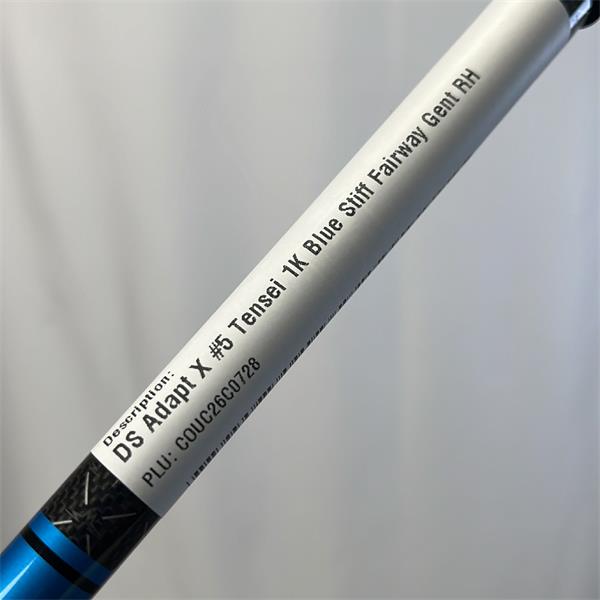 Description:
DS Adapt X #5 Tensei 1K Blue Stiff Fairway Gent RH
PLU: COUC26C0728